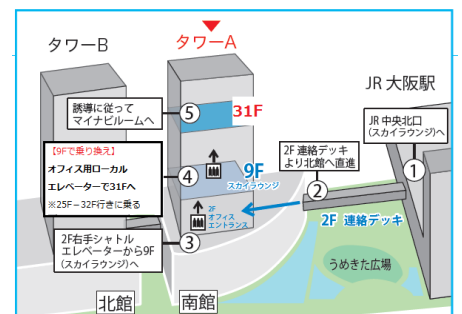 タワーB
タワーA
JR 大阪駅
誘導に従って
マイナビルームへ
⑤
31F
JR 中央北口
(スカイラウンジ)へ
①
【9Fで乗り換え】
オフィス用ローカル
エレベーターで31Fへ
※25F－32F行きに乗る
④
9F
スカイラウンジ
2F 連絡デッキ
より北館へ直進
②
2F
オフィス
エントランス
2F 連絡デッキ
2F右手シャトル
エレベーターから9F
(スカイラウンジ)へ
③
うめきた広場
北館
南館